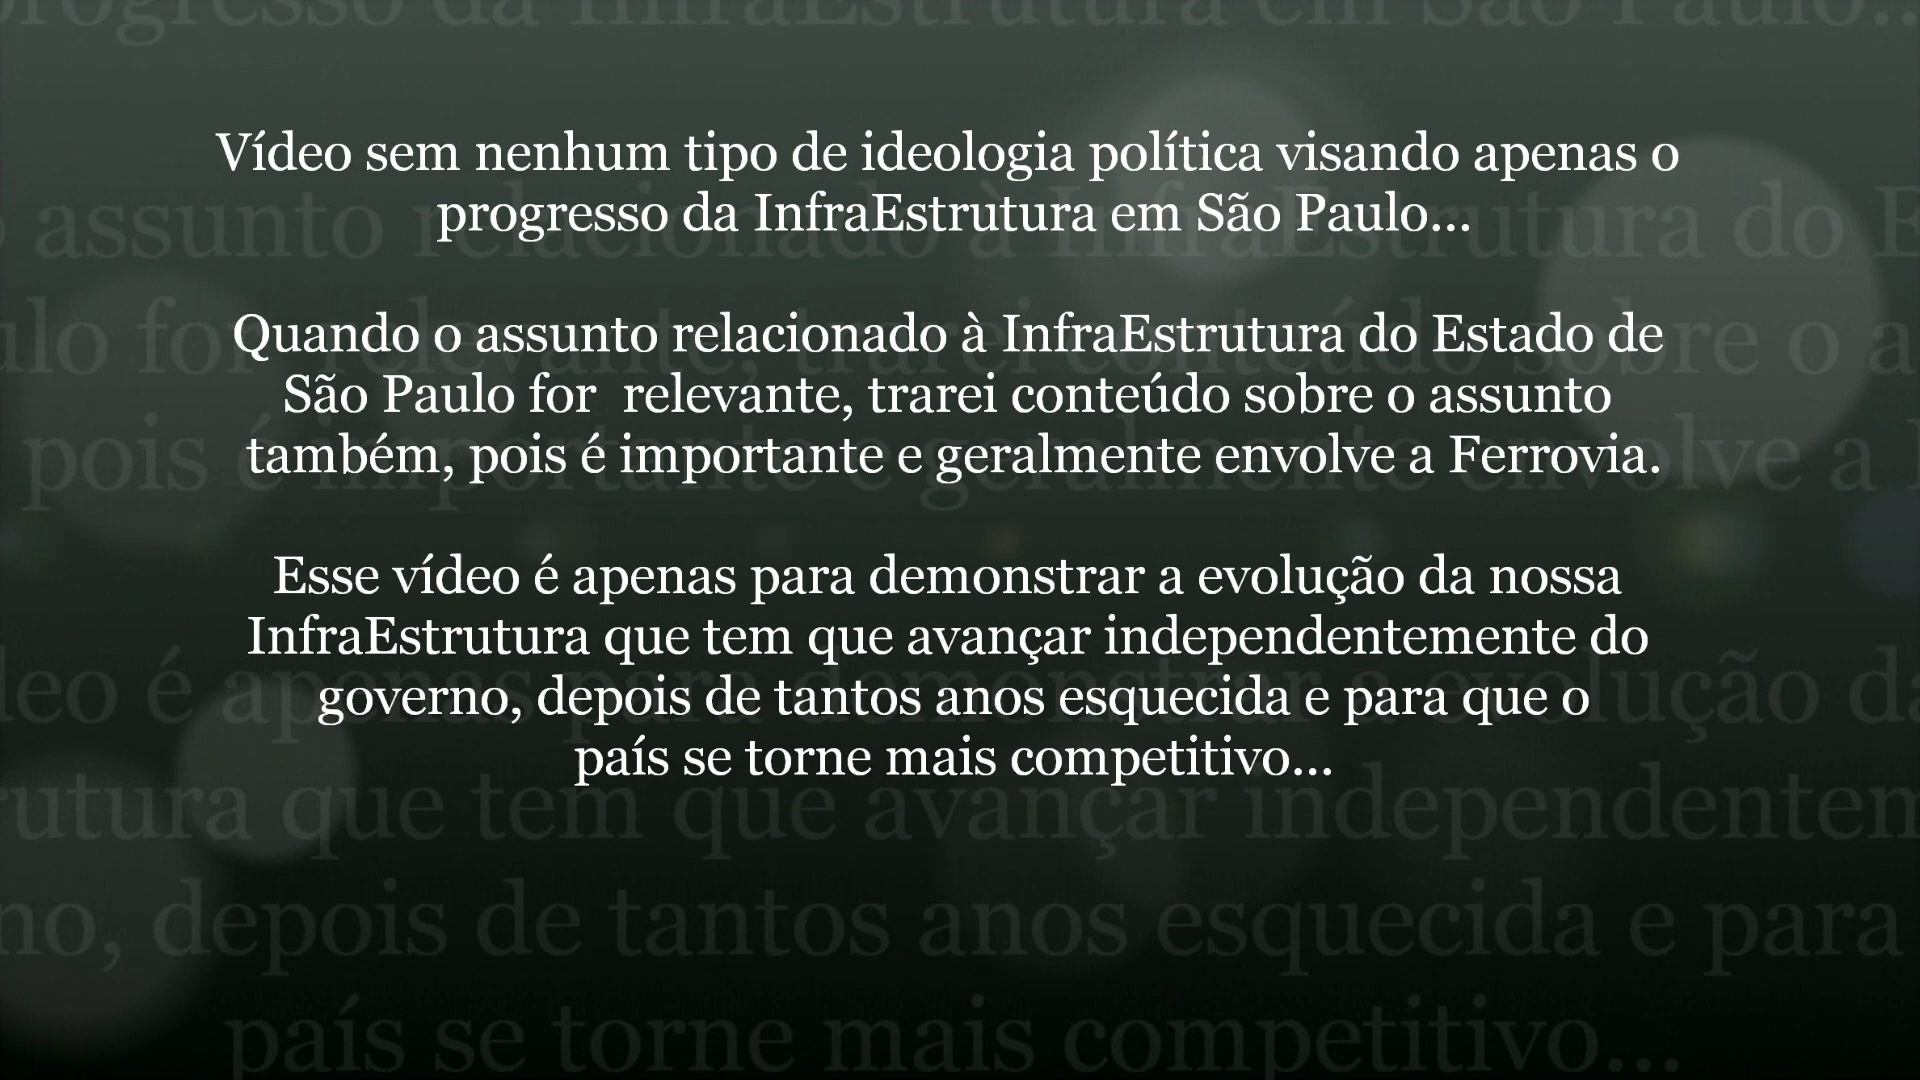 Vídeo sem nenhum tipo de ideologia política visando apenas o
progresso da InfraEstrutura em São Paulo...
Quando o assunto relacionado à InfraEstrutura do Estado de
São Paulo for  relevante, trarei conteúdo sobre o assunto
também, pois é importante e geralmente envolve a Ferrovia.
Esse vídeo é apenas para demonstrar a evolução da nossa
InfraEstrutura que tem que avançar independentemente do
governo, depois de tantos anos esquecida e para que o
país se torne mais competitivo...